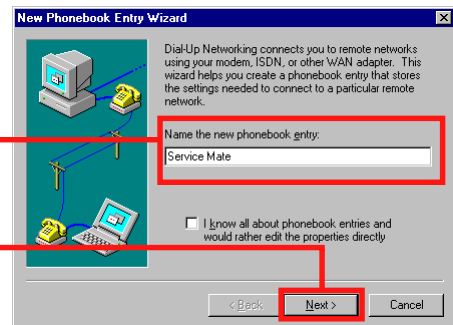 New Phonebook Entry Wizard
Dial-Up Networking connects you to remote networks
using your modem, ISDN, or other WAN adapter. This
wizard helps you create a phonebook entry that stores
the settings needed to connect to a particular remote
network.
Name the new phonebook entry:
Service Mate
I know all about phonebook entries and
would rather edit the properties directly
< Back
Next >
Cancel